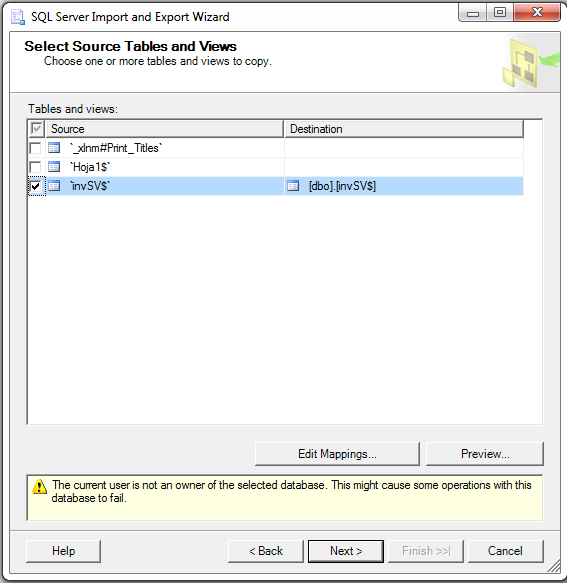 SQL Server Import and Export Wizard
Select Source Tables and Views
Choose one or more tables and views to copy.
Tables and views:
Source Destination
`_xlnm#Print_Titles`
`Hoja1$`
`invSV$` [dbo].[invSV$]
Edit Mappings... Preview...
The current user is not an owner of the selected database. This might cause some operations with this
database to fail.
Help < Back Next > Finish >>| Cancel